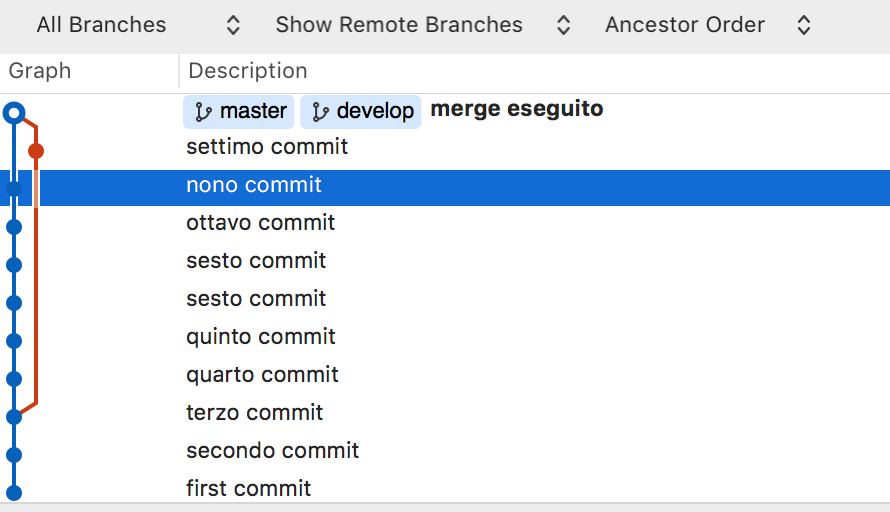 All Branches Show Remote Branches Ancestor Order
Graph Description
master develop merge eseguito
settimo commit
nono commit
ottavo commit
sesto commit
sesto commit
quinto commit
quarto commit
terzo commit
secondo commit
first commit